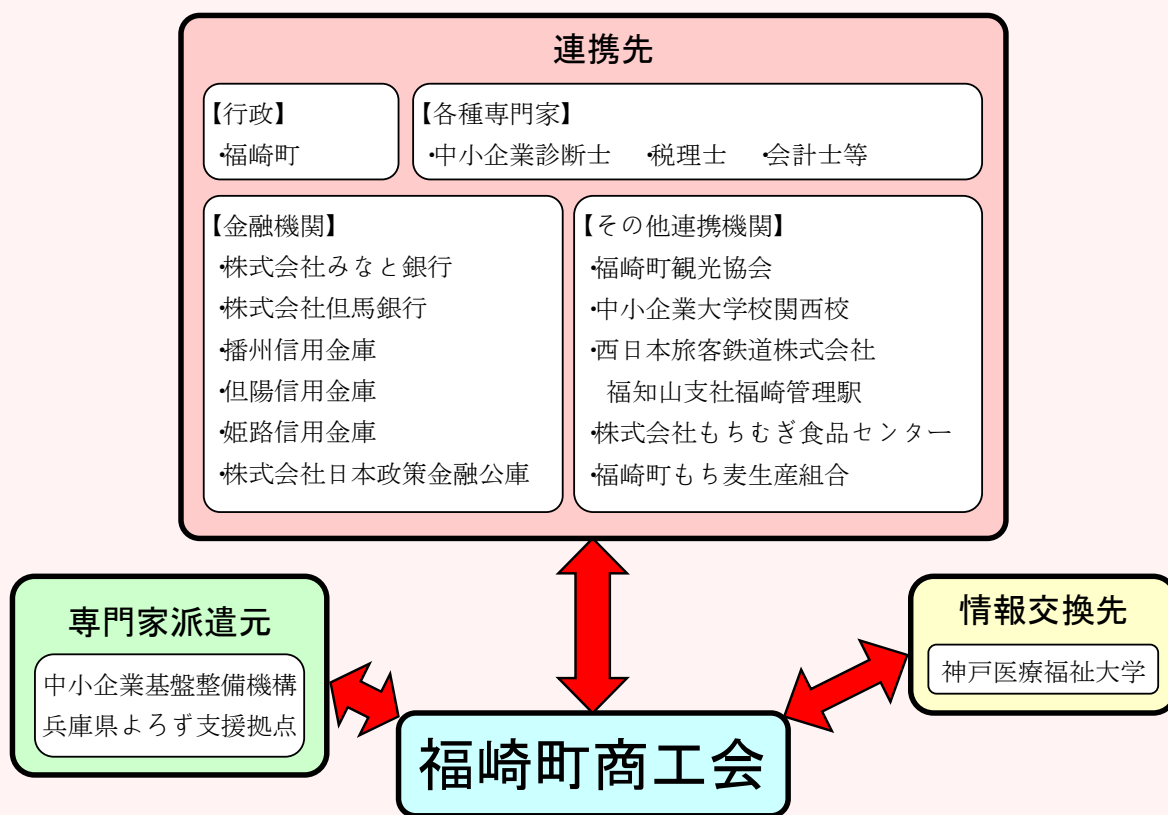 連携先
【行政】
・福崎町
【各種専門家】
・中小企業診断士　・税理士　・会計士等
【金融機関】
・株式会社みなと銀行
・株式会社但馬銀行
・播州信用金庫
・但陽信用金庫
・姫路信用金庫
・株式会社日本政策金融公庫
【その他連携機関】
・福崎町観光協会
・中小企業大学校関西校
・西日本旅客鉄道株式会社
福知山支社福崎管理駅
・株式会社もちむぎ食品センター
・福崎町もち麦生産組合
専門家派遣元
中小企業基盤整備機構
兵庫県よろず支援拠点
情報交換先
神戸医療福祉大学
福崎町商工会